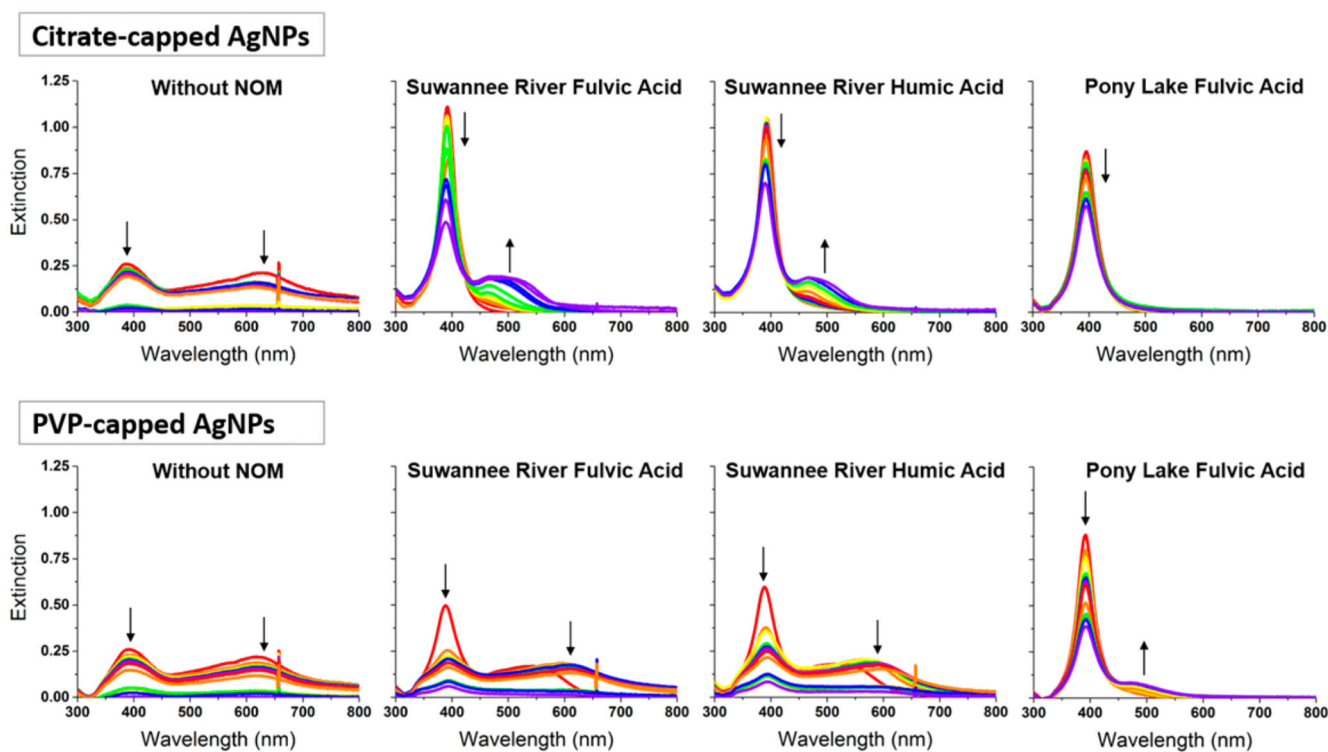 Citrate-capped AgNPs
Without NOM
Suwannee River Fulvic Acid
Suwannee River Humic Acid
Pony Lake Fulvic Acid
Extinction
1.25
1.00
0.75
0.50
0.25
0.00
300 400 500 600 700 800
300 400 500 600 700 800
300 400 500 600 700 800
300 400 500 600 700 800
Wavelength (nm)
Wavelength (nm)
Wavelength (nm)
Wavelength (nm)
PVP-capped AgNPs
Without NOM
Suwannee River Fulvic Acid
Suwannee River Humic Acid
Pony Lake Fulvic Acid
Extinction
1.25
1.00
0.75
0.50
0.25
0.00
300 400 500 600 700 800
300 400 500 600 700 800
300 400 500 600 700 800
300 400 500 600 700 800
Wavelength (nm)
Wavelength (nm)
Wavelength (nm)
Wavelength (nm)